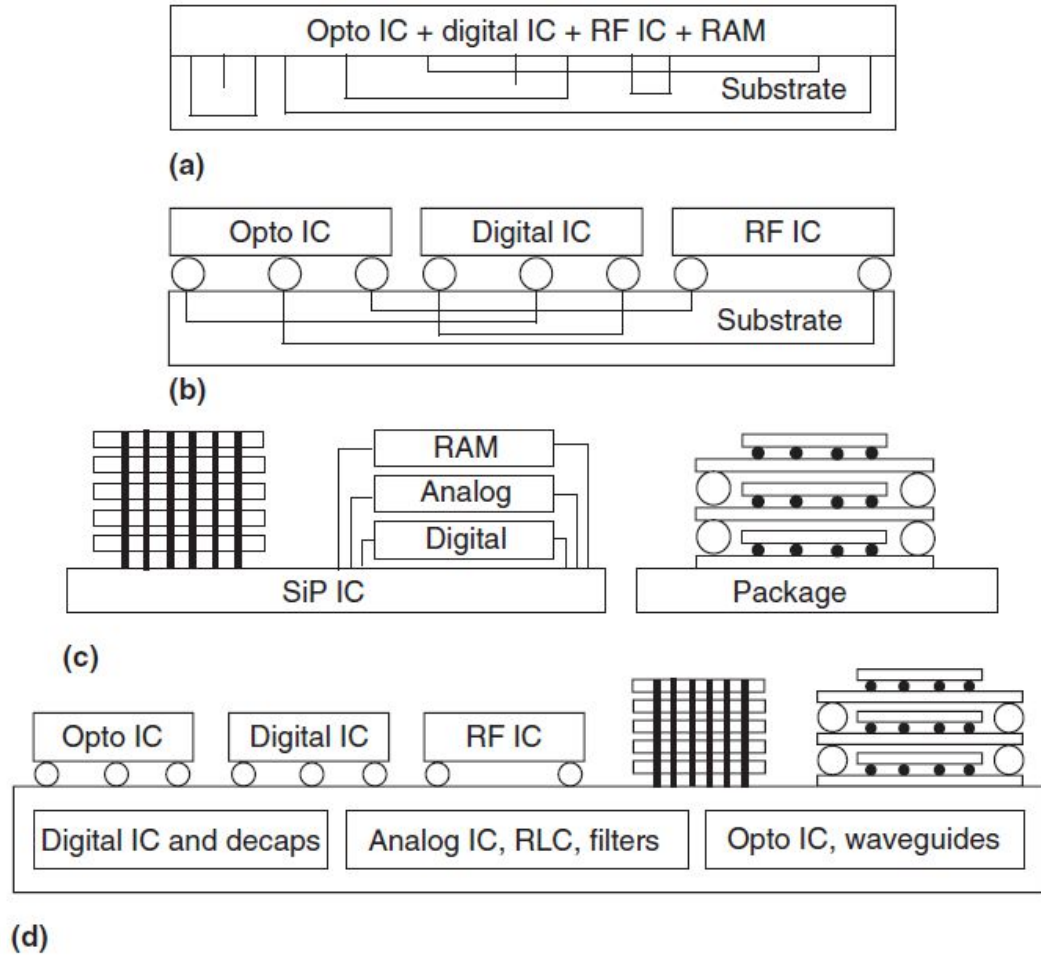 Opto IC + digital IC + RF IC + RAM
Substrate
(a)
Opto IC
Digital IC
RF IC
Substrate
(b)
RAM
Analog
Digital
SiP IC
Package
(c)
Opto IC
Digital IC
RF IC
Digital IC and decaps
Analog IC, RLC, filters
Opto IC, waveguides
(d)